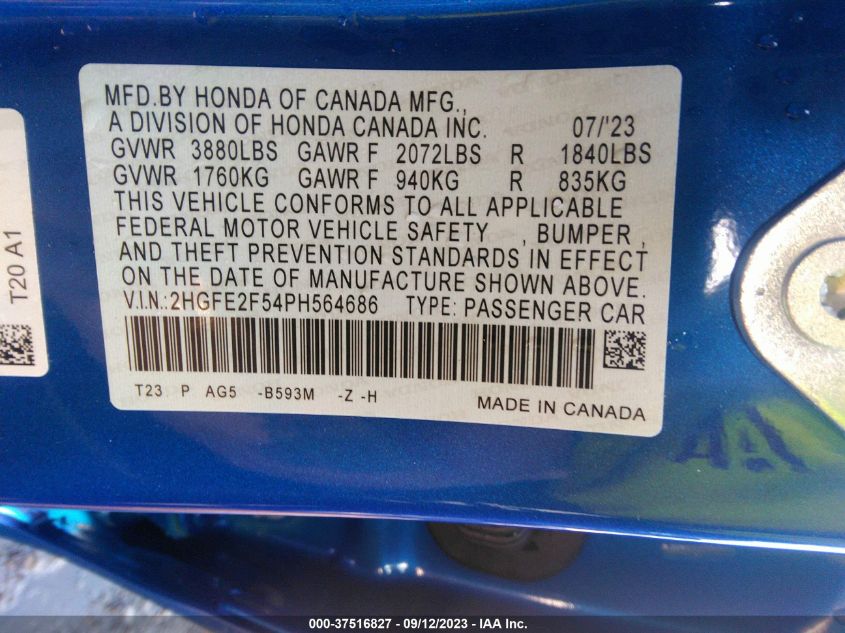 MFD.BY HONDA OF CANADA MFG.,
A DIVISION OF HONDA CANADA INC. 07/'23
GVWR 3880LBS GAWR F 2072LBS R 1840LBS
GVWR 1760KG GAWR F 940KG R 835KG
THIS VEHICLE CONFORMS TO ALL APPLICABLE
FEDERAL MOTOR VEHICLE SAFETY , BUMPER ,
AND THEFT PREVENTION STANDARDS IN EFFECT
ON THE DATE OF MANUFACTURE SHOWN ABOVE.
V.I.N.:2HGFE2F54PH564686 TYPE: PASSENGER CAR
T23 P AG5 -B593M -Z -H
MADE IN CANADA
T20 A1
000-37516827 - 09/12/2023 - IAA Inc.